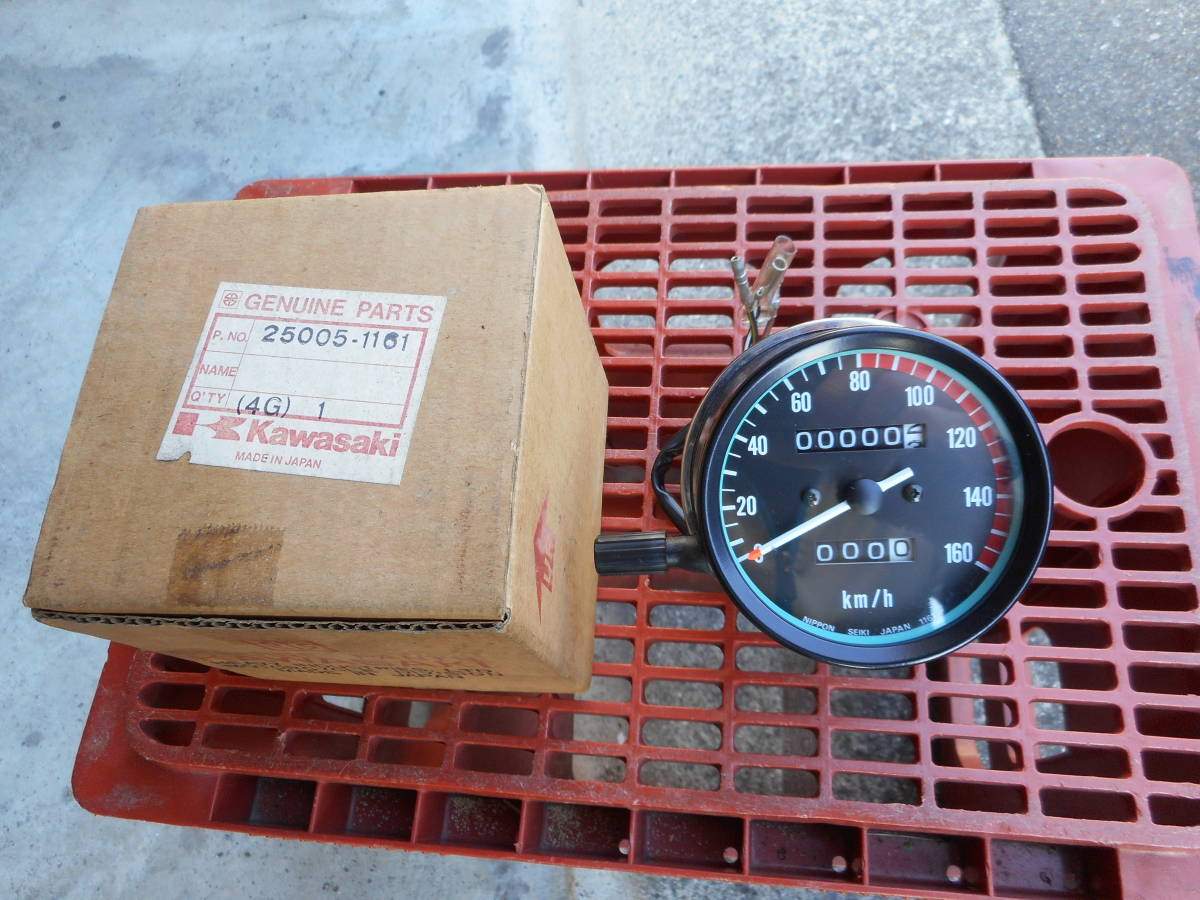 GENUINE PARTS
P. NO. 25005-1161
NAME
Q'TY (4G) 1
Kawasaki
MADE IN JAPAN
0 20 40 60 80 100 120 140 160
00000
0000
km/h
NIPPON SEIKI JAPAN